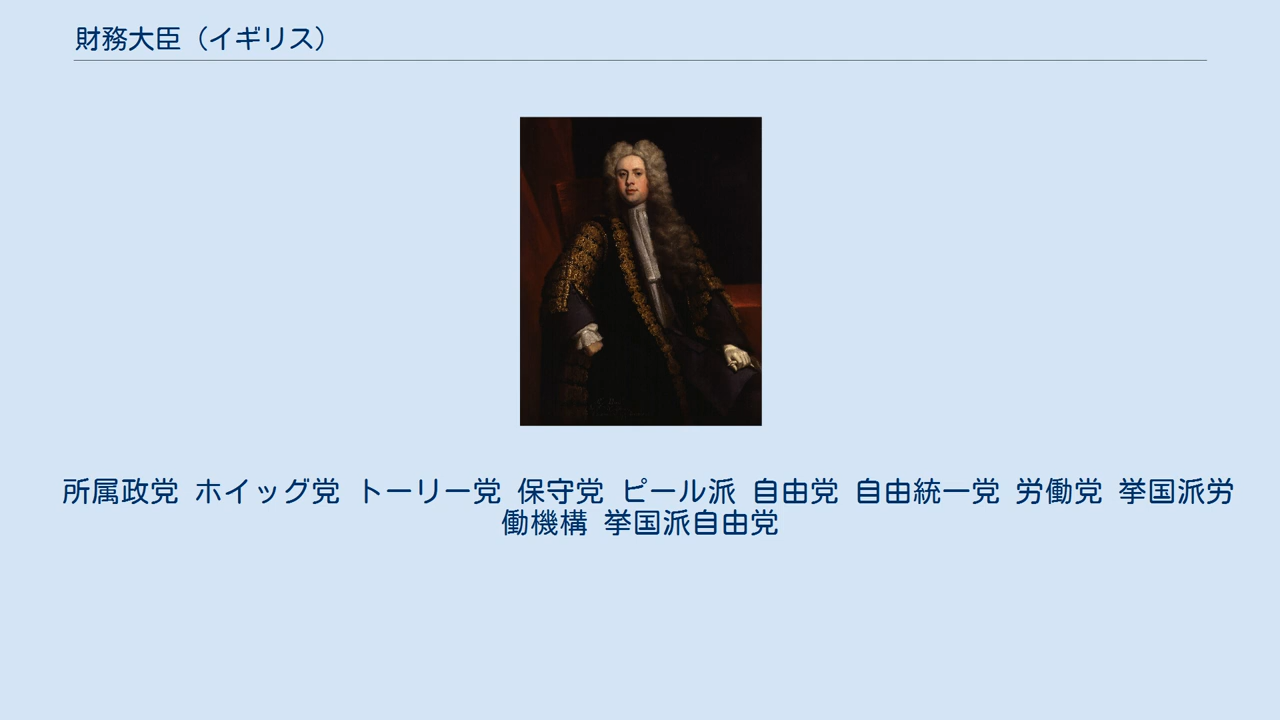 財務大臣（イギリス）
所属政党 ホイッグ党 トーリー党 保守党 ピール派 自由党 自由統一党 労働党 挙国派労
働機構 挙国派自由党